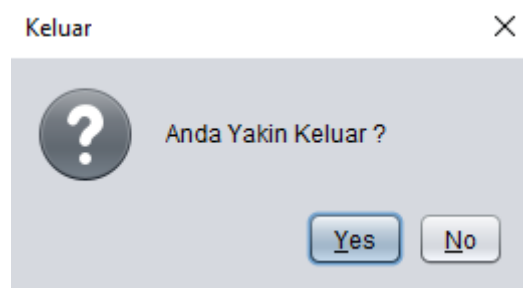 Keluar
Anda Yakin Keluar ?
Yes No